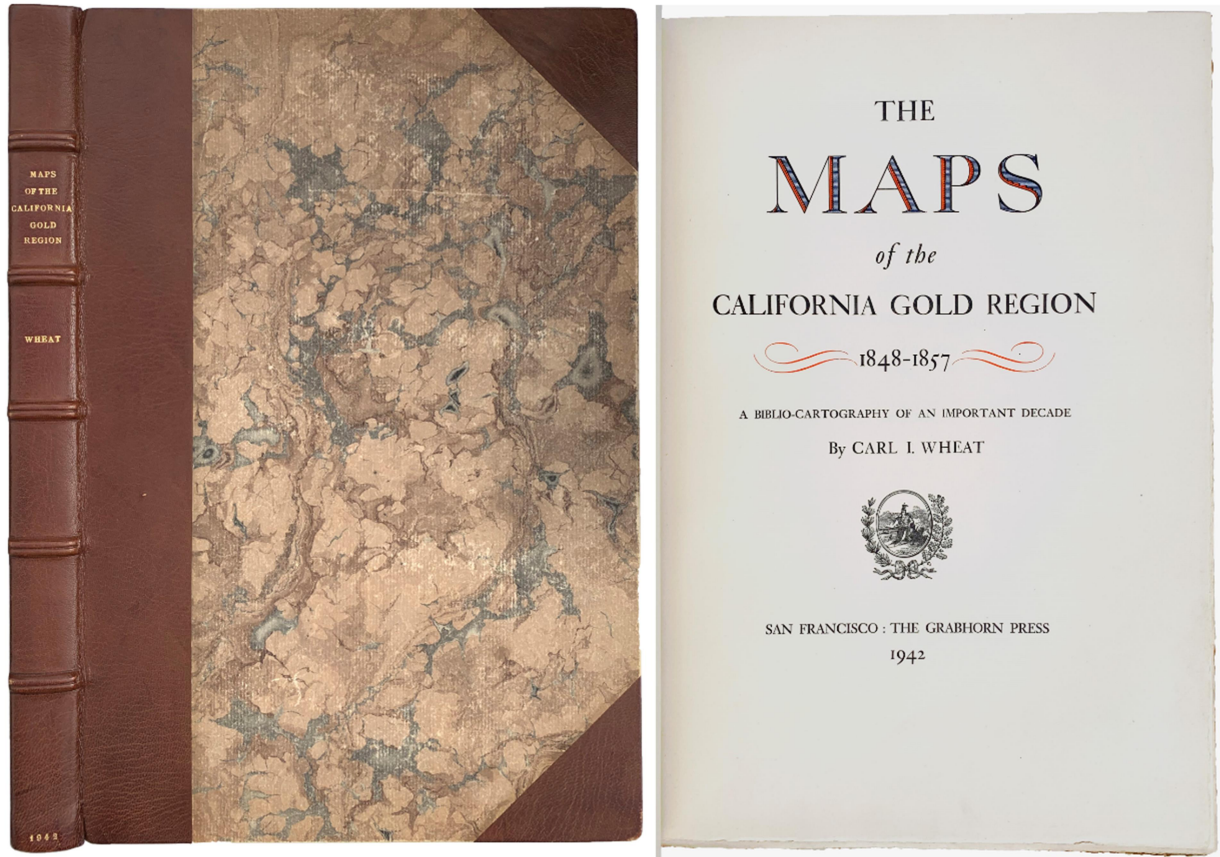 MAPS
OF THE
CALIFORNIA
GOLD
REGION
WHEAT
1942
THE
MAPS
of the
CALIFORNIA GOLD REGION
1848-1857
A BIBLIO-CARTOGRAPHY OF AN IMPORTANT DECADE
By CARL I. WHEAT
SAN FRANCISCO : THE GRABHORN PRESS
1942